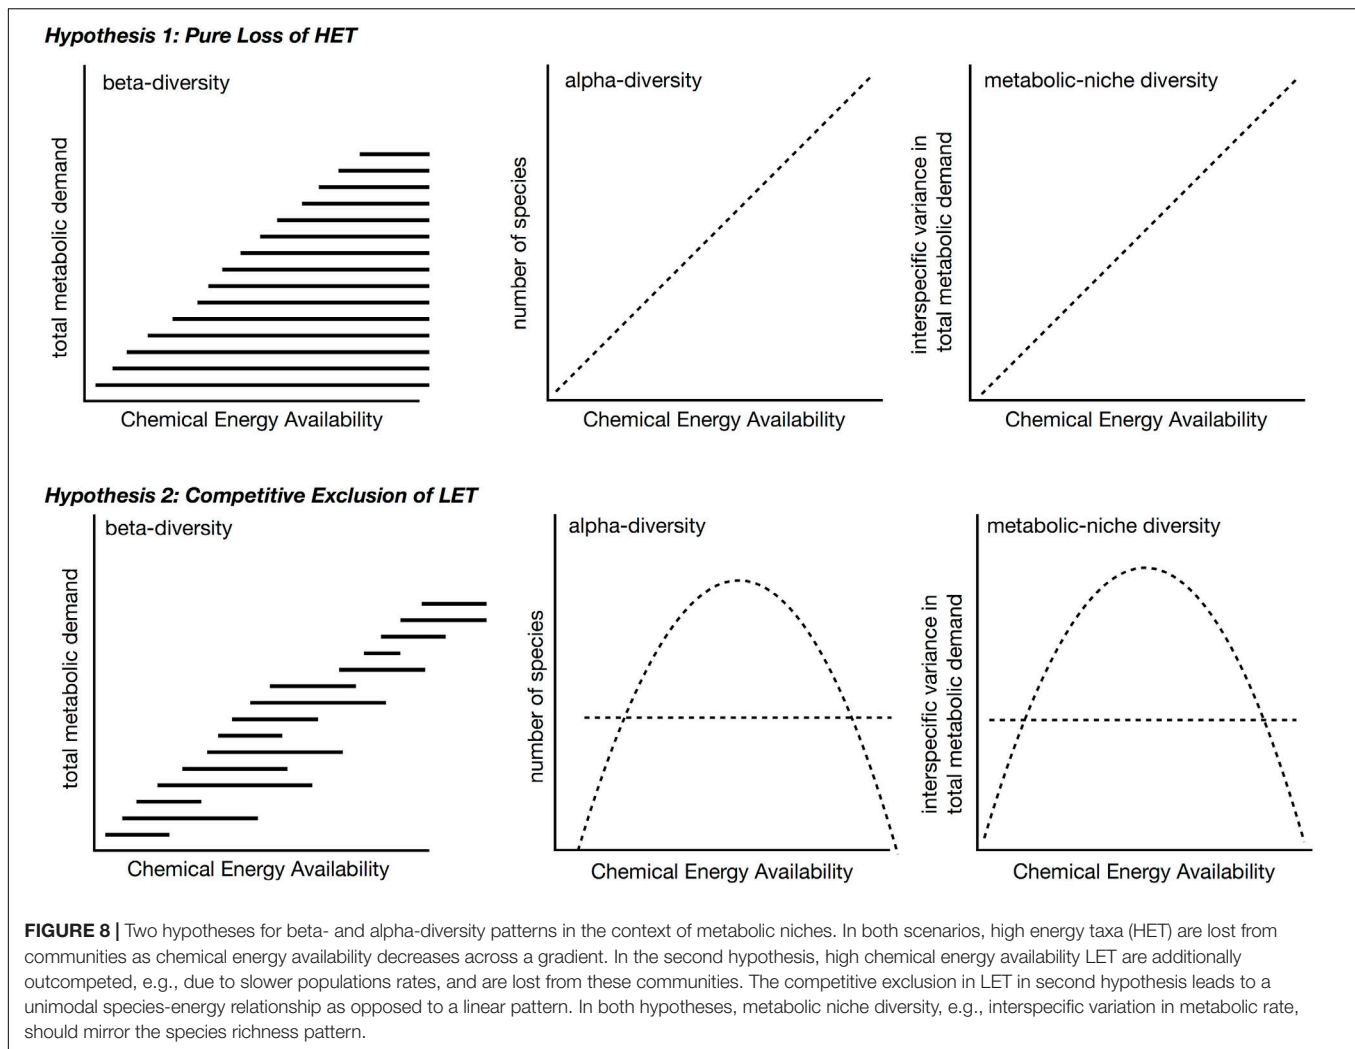 Hypothesis 1: Pure Loss of HET
beta-diversity
total metabolic demand
Chemical Energy Availability
alpha-diversity
number of species
Chemical Energy Availability
metabolic-niche diversity
interspecific variance in
total metabolic demand
Chemical Energy Availability
Hypothesis 2: Competitive Exclusion of LET
beta-diversity
total metabolic demand
Chemical Energy Availability
alpha-diversity
number of species
Chemical Energy Availability
metabolic-niche diversity
interspecific variance in
total metabolic demand
Chemical Energy Availability
FIGURE 8 | Two hypotheses for beta- and alpha-diversity patterns in the context of metabolic niches. In both scenarios, high energy taxa (HET) are lost from
communities as chemical energy availability decreases across a gradient. In the second hypothesis, high chemical energy availability LET are additionally
outcompeted, e.g., due to slower populations rates, and are lost from these communities. The competitive exclusion in LET in second hypothesis leads to a
unimodal species-energy relationship as opposed to a linear pattern. In both hypotheses, metabolic niche diversity, e.g., interspecific variation in metabolic rate,
should mirror the species richness pattern.